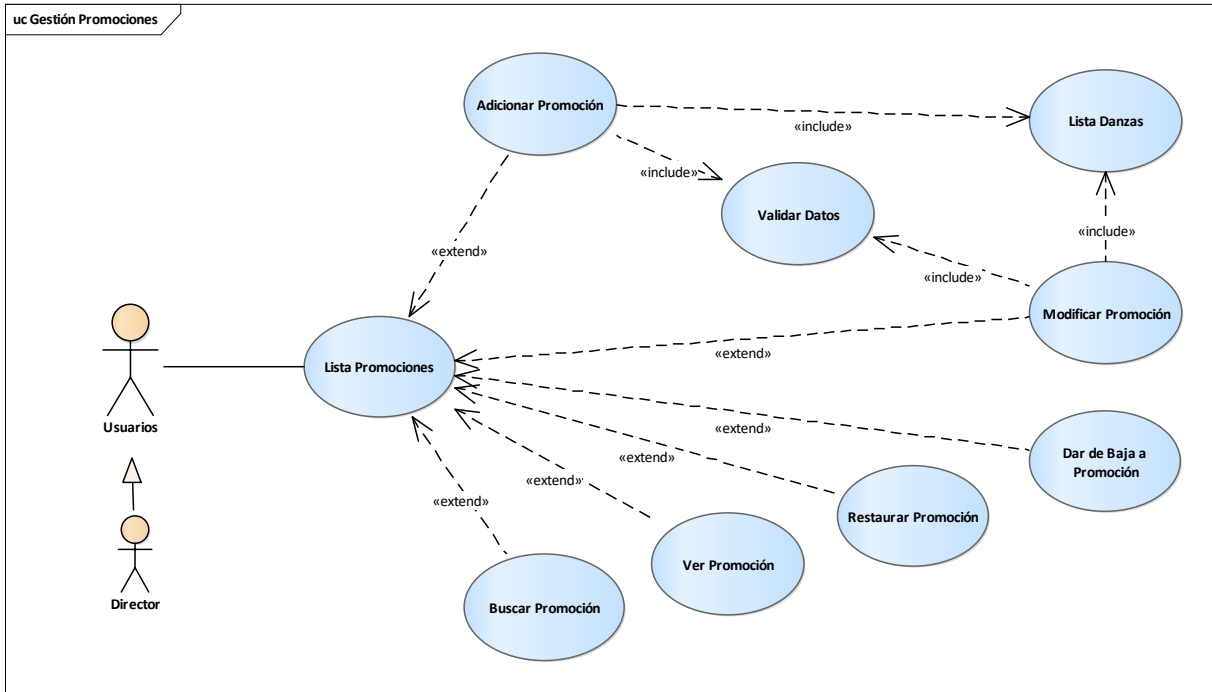 uc Gestión Promociones
Adicionar Promoción
Lista Danzas
«include»
«include»
Validar Datos
«include»
«extend»
«include»
Modificar Promoción
Lista Promociones
«extend»
Usuarios
«extend»
Dar de Baja a
Promoción
«extend»
«extend»
«extend»
Restaurar Promoción
Ver Promoción
Buscar Promoción
Director